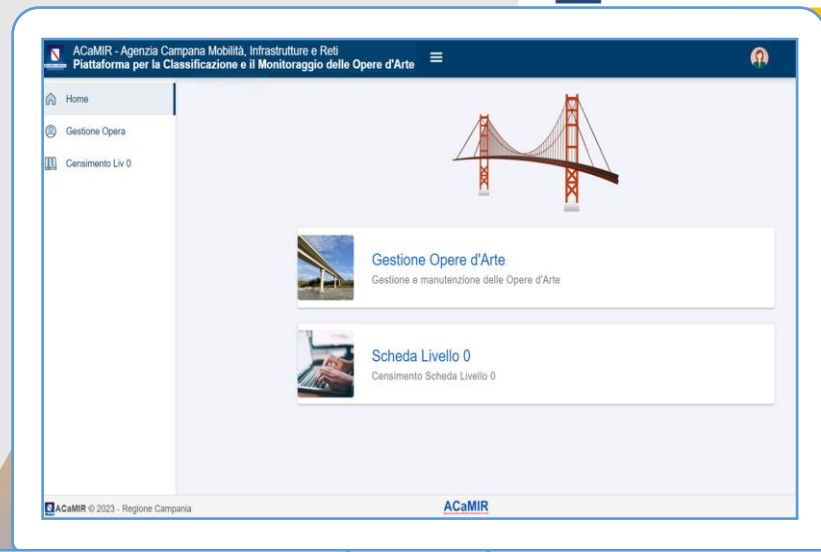 ACaMIR - Agenzia Campana Mobilità, Infrastrutture e Reti
Piattaforma per la Classificazione e il Monitoraggio delle Opere d'Arte
Home
Gestione Opera
Censimento Liv 0
Gestione Opere d'Arte
Gestione e manutenzione delle Opere d'Arte
Scheda Livello 0
Censimento Scheda Livello 0
ACaMIR © 2023 - Regione Campania
ACaMIR